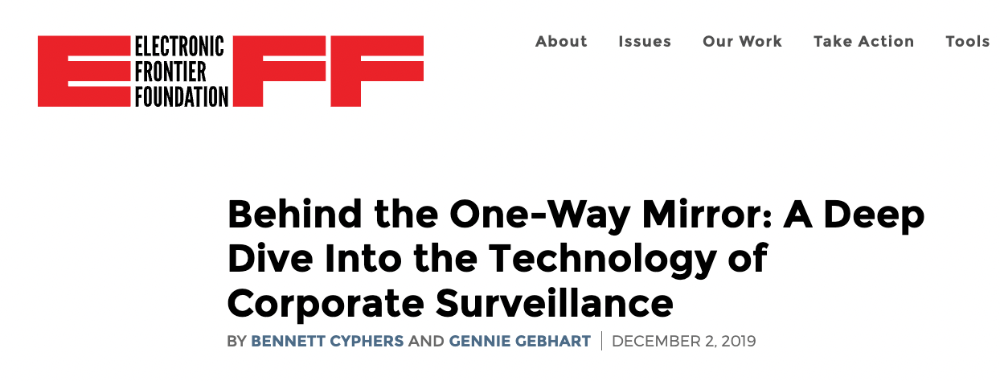 ELECTRONIC
FRONTIER
FOUNDATION
EFF
About Issues Our Work Take Action Tools
Behind the One-Way Mirror: A Deep
Dive Into the Technology of
Corporate Surveillance
BY BENNETT CYPHERS AND GENNIE GEBHART | DECEMBER 2, 2019